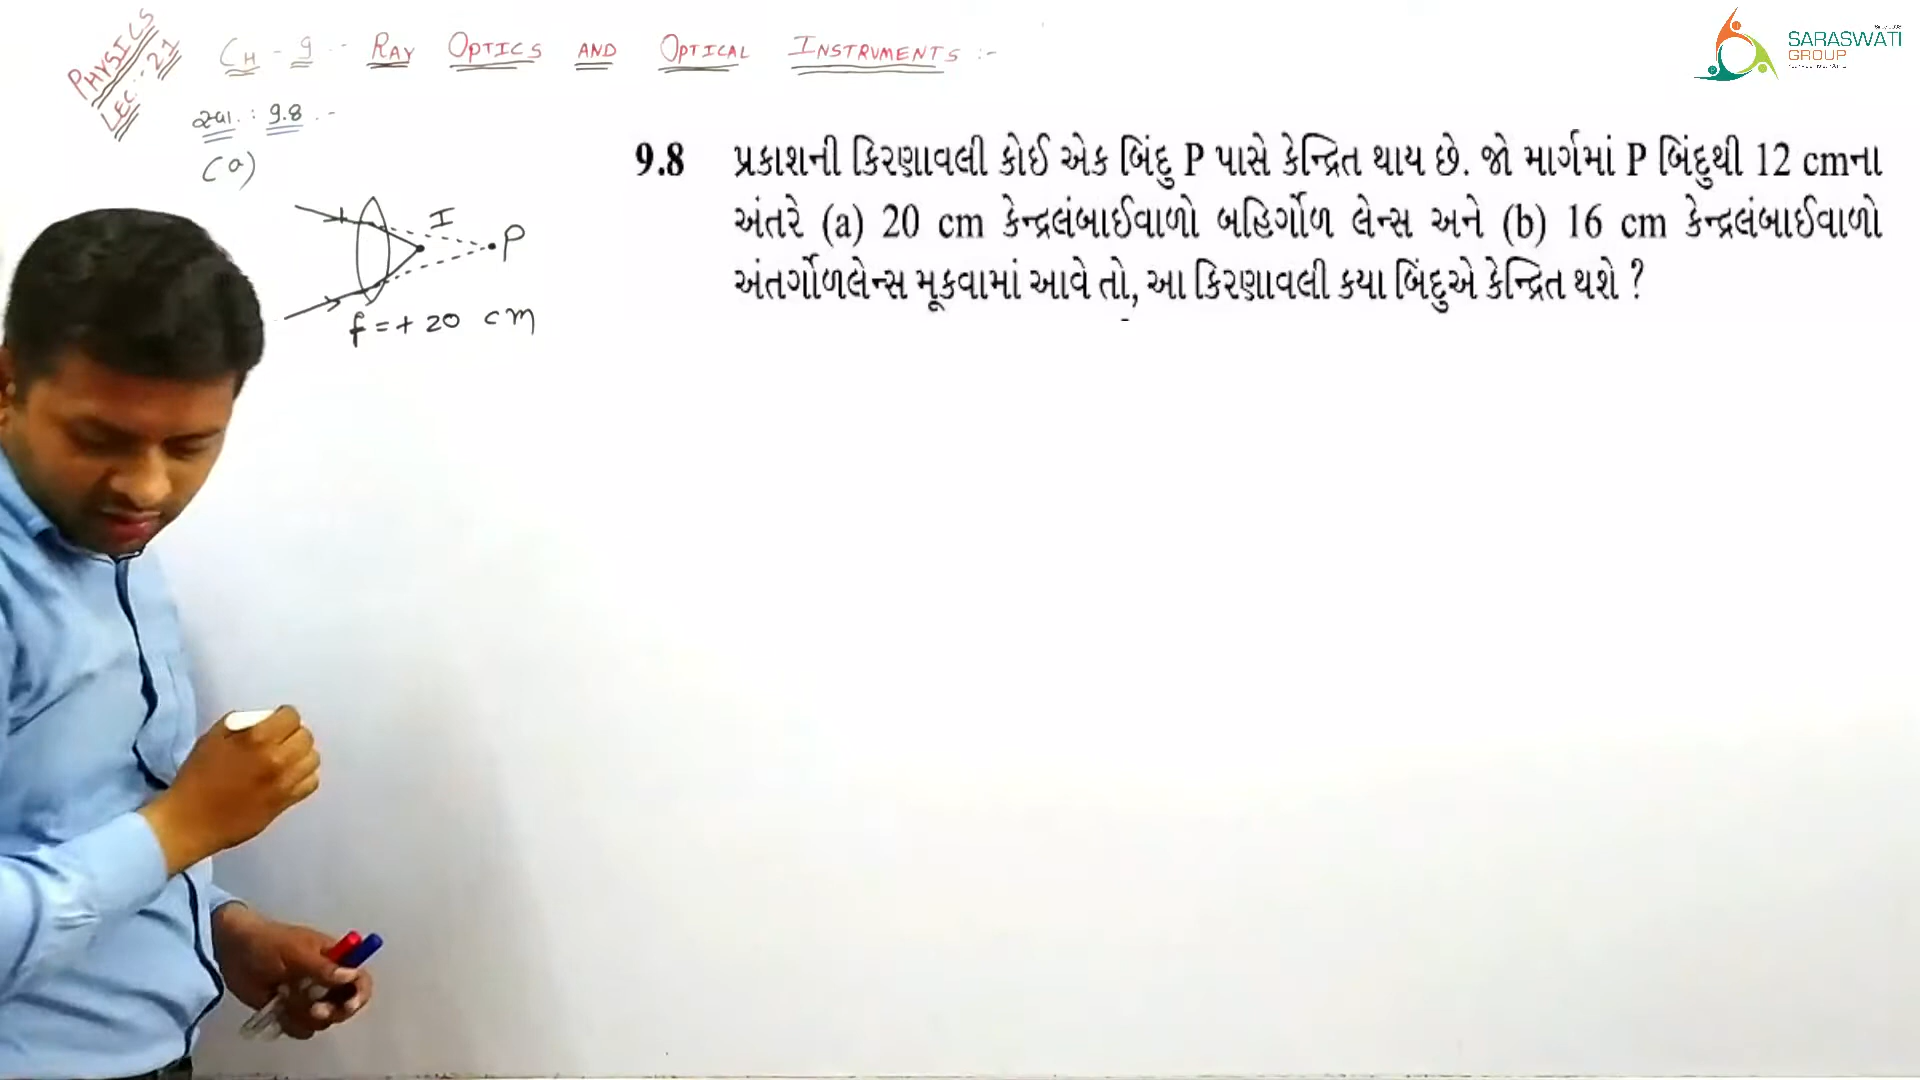 PHYSICS
LEC:-21
CH-9:- RAY OPTICS AND OPTICAL INSTRUMENTS :-
સ્વા. : 9.8 :-
(a)
I
P
f=+20 cm
SARASWATI
GROUP
9.8 પ્રકાશની કિરણાવલી કોઈ એક બિંદુ P પાસે કેન્દ્રિત થાય છે. જો માર્ગમાં P બિંદુથી 12 cmના
અંતરે (a) 20 cm કેન્દ્રલંબાઈવાળો બહિર્ગોળ લેન્સ અને (b) 16 cm કેન્દ્રલંબાઈવાળો
અંતર્ગોળલેન્સ મૂકવામાં આવે તો, આ કિરણાવલી કયા બિંદુએ કેન્દ્રિત થશે ?